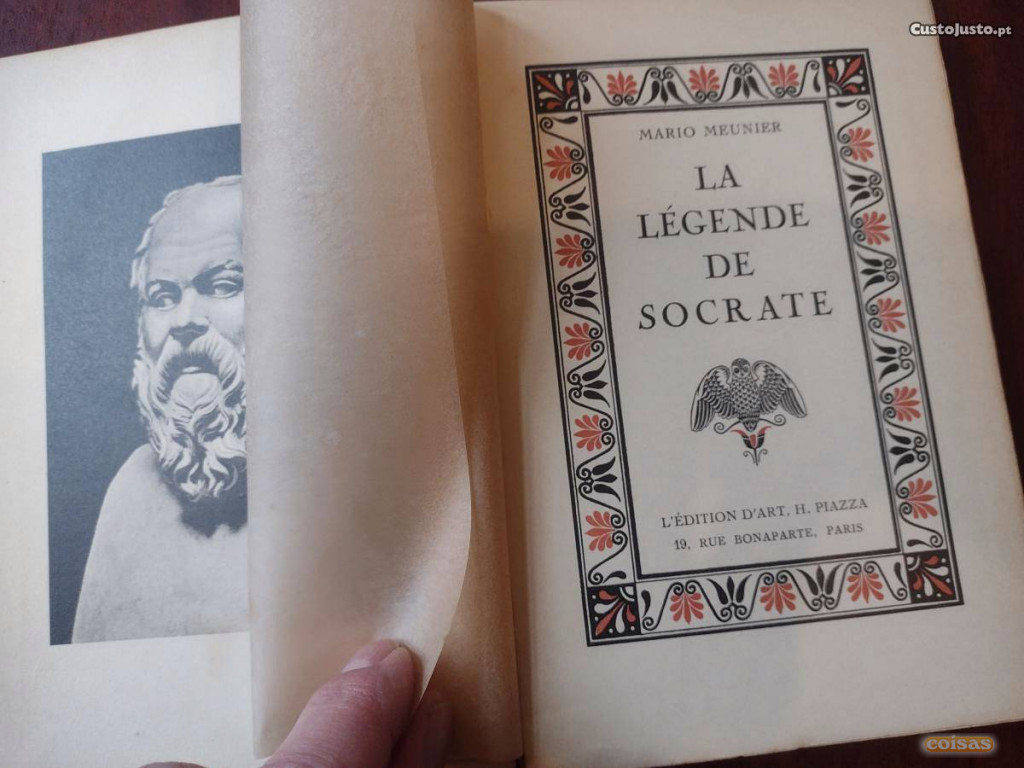 CustoJusto.pt
MARIO MEUNIER
LA
LÉGENDE
DE
SOCRATE
L'ÉDITION D'ART, H. PIAZZA
19, RUE BONAPARTE, PARIS
coisas